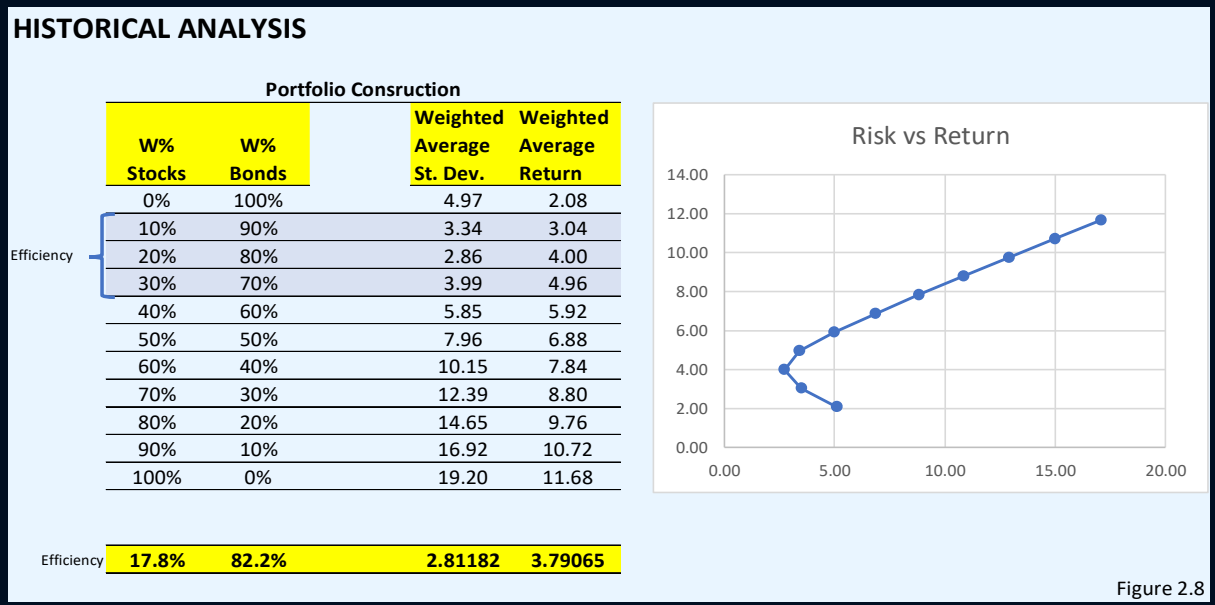 HISTORICAL ANALYSIS
Portfolio Consruction
W% Stocks W% Bonds Weighted Average St. Dev. Weighted Average Return
0% 100% 4.97 2.08
10% 90% 3.34 3.04
Efficiency 20% 80% 2.86 4.00
30% 70% 3.99 4.96
40% 60% 5.85 5.92
50% 50% 7.96 6.88
60% 40% 10.15 7.84
70% 30% 12.39 8.80
80% 20% 14.65 9.76
90% 10% 16.92 10.72
100% 0% 19.20 11.68
Efficiency 17.8% 82.2% 2.81182 3.79065
Risk vs Return
14.00
12.00
10.00
8.00
6.00
4.00
2.00
0.00
0.00 5.00 10.00 15.00 20.00
Figure 2.8